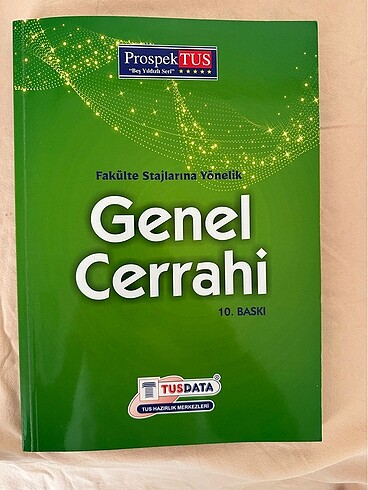 ProspekTUS
"Beş Yıldızlı Seri" ★★★★★
Fakülte Stajlarına Yönelik
Genel
Cerrahi
10. BASKI
TUSDATA
TUS HAZIRLIK MERKEZLERİ